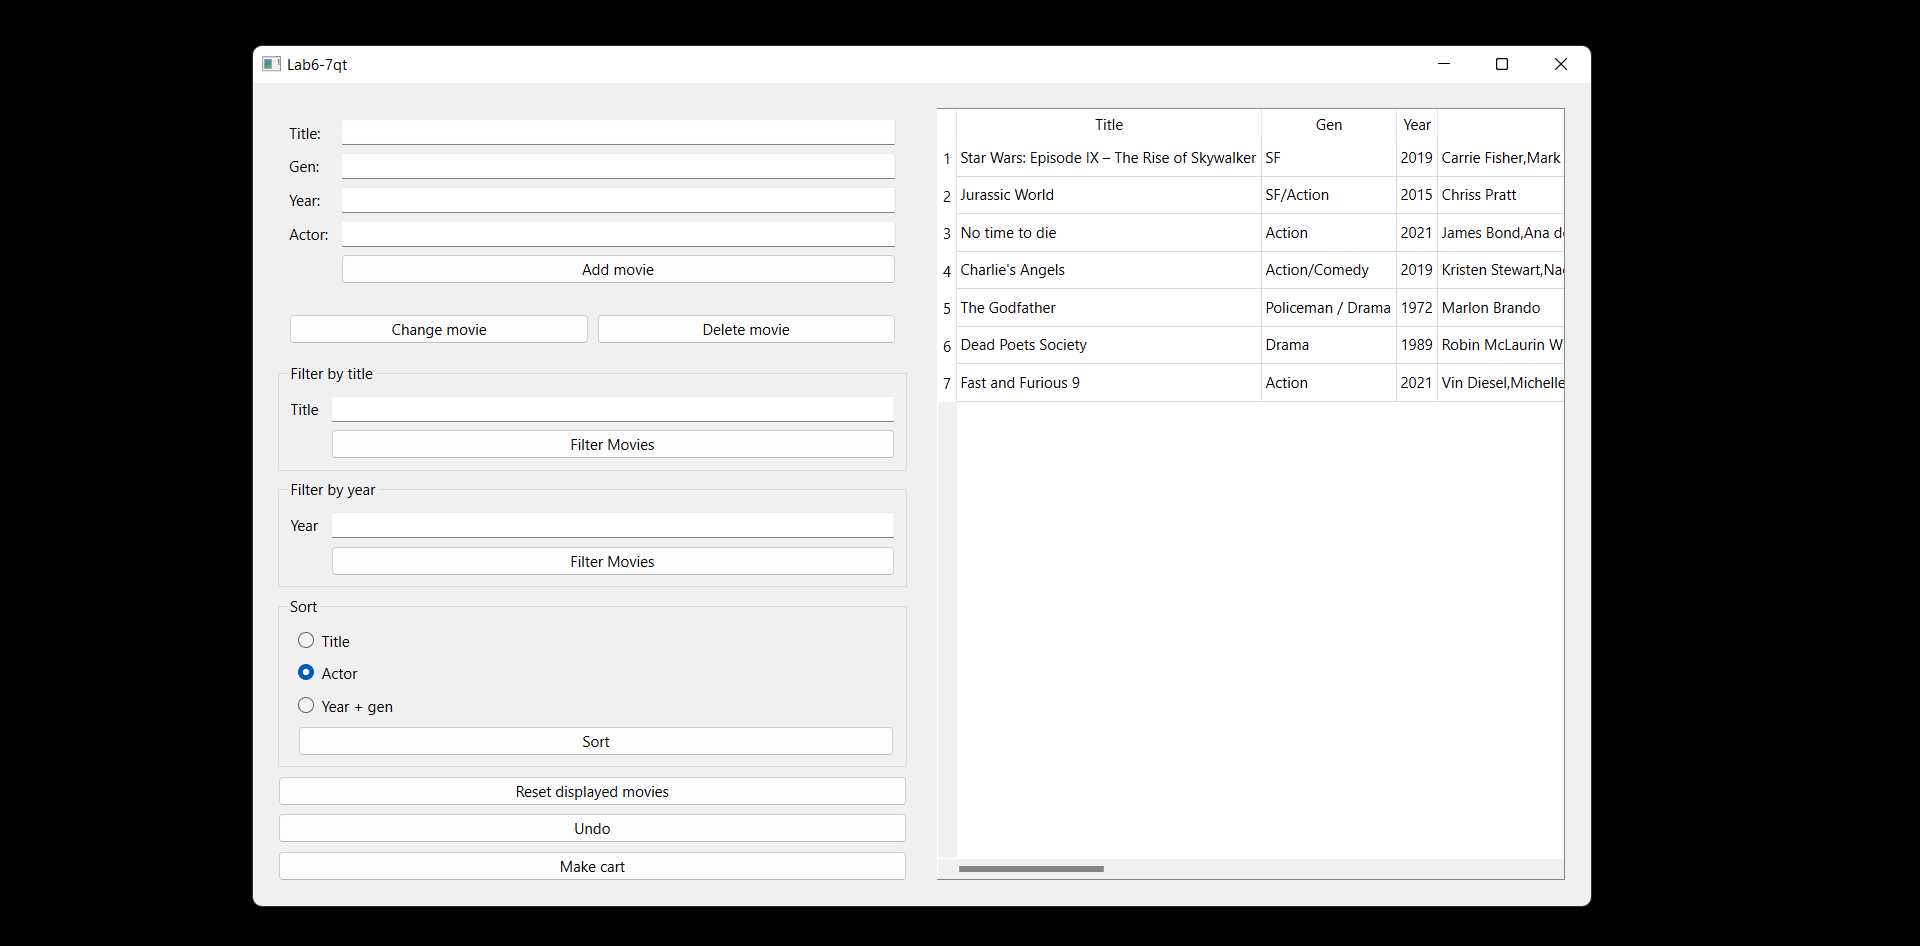 Lab6-7qt
Title:
Gen:
Year:
Actor:
Add movie
Change movie Delete movie
Filter by title
Title
Filter Movies
Filter by year
Year
Filter Movies
Sort
Title
Actor
Year + gen
Sort
Reset displayed movies
Undo
Make cart
Title Gen Year
1 Star Wars: Episode IX – The Rise of Skywalker SF 2019 Carrie Fisher,Mark
2 Jurassic World SF/Action 2015 Chriss Pratt
3 No time to die Action 2021 James Bond,Ana d
4 Charlie's Angels Action/Comedy 2019 Kristen Stewart,Na
5 The Godfather Policeman / Drama 1972 Marlon Brando
6 Dead Poets Society Drama 1989 Robin McLaurin W
7 Fast and Furious 9 Action 2021 Vin Diesel,Michelle